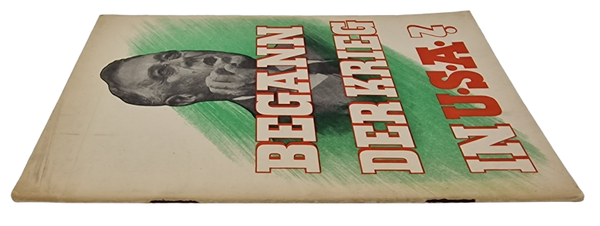 BEGANN
DER KRIEG
IN U·S·A·?